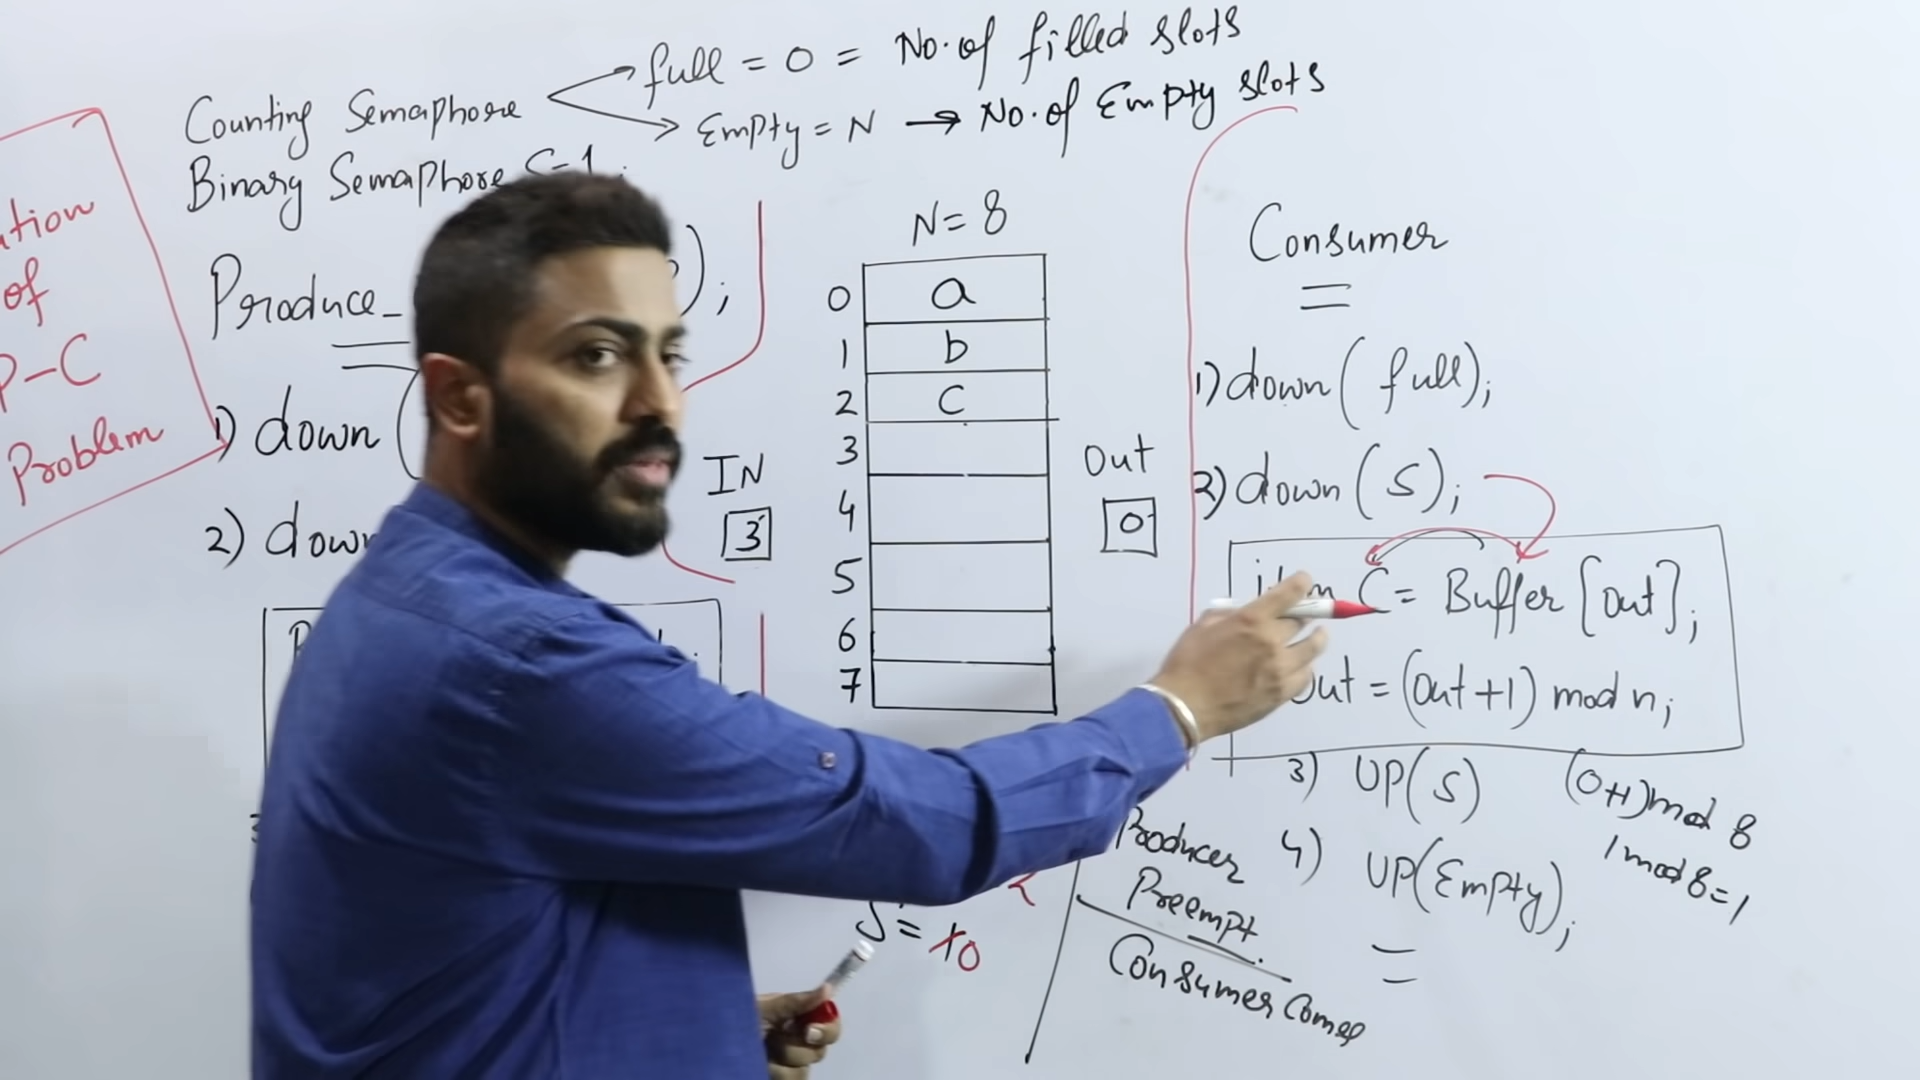 Counting Semaphore
full = 0 = No. of filled slots
Empty = N → No. of Empty slots
Binary Semaphore S=1
of
P-C
Problem
Produce_
);
1) down (
2) down
IN
3
N = 8
0 a
1 b
2 c
3
4
5
6
7
Out
0
Consumer
1) down ( full );
2) down ( S );
item C = Buffer [out];
Out = (out+1) mod n;
3) UP(S)
4) UP(Empty);
(0+1) mod 8
1 mod 8 = 1
Producer
Preempt.
Consumer Comes
S = 1 0